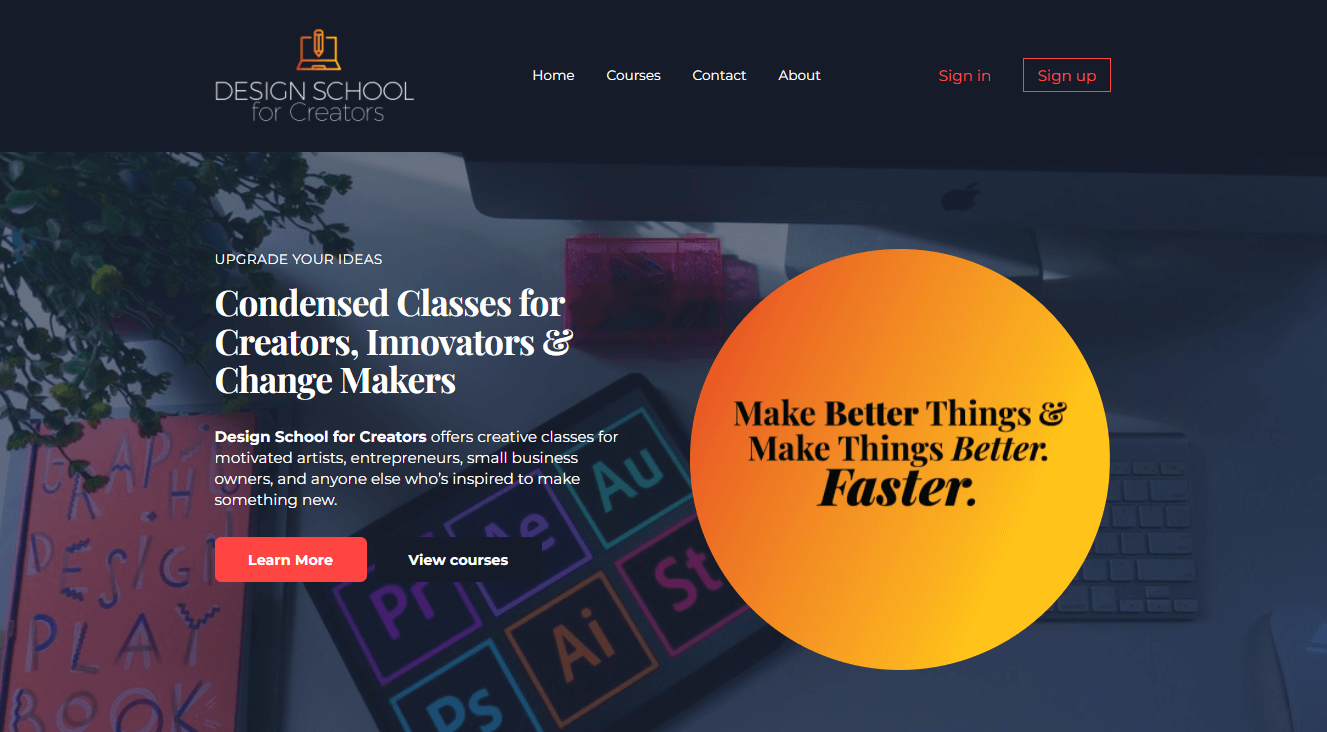 DESIGN SCHOOL
for Creators
Home
Courses
Contact
About
Sign in
Sign up
UPGRADE YOUR IDEAS
Condensed Classes for
Creators, Innovators &
Change Makers
Design School for Creators offers creative classes for
motivated artists, entrepreneurs, small business
owners, and anyone else who’s inspired to make
something new.
Learn More
View courses
Make Better Things &
Make Things Better.
Faster.
GRAPHIC
DESIGN
PLAY
BOOK
Au
Ae
Pr
St
Ai
Ps